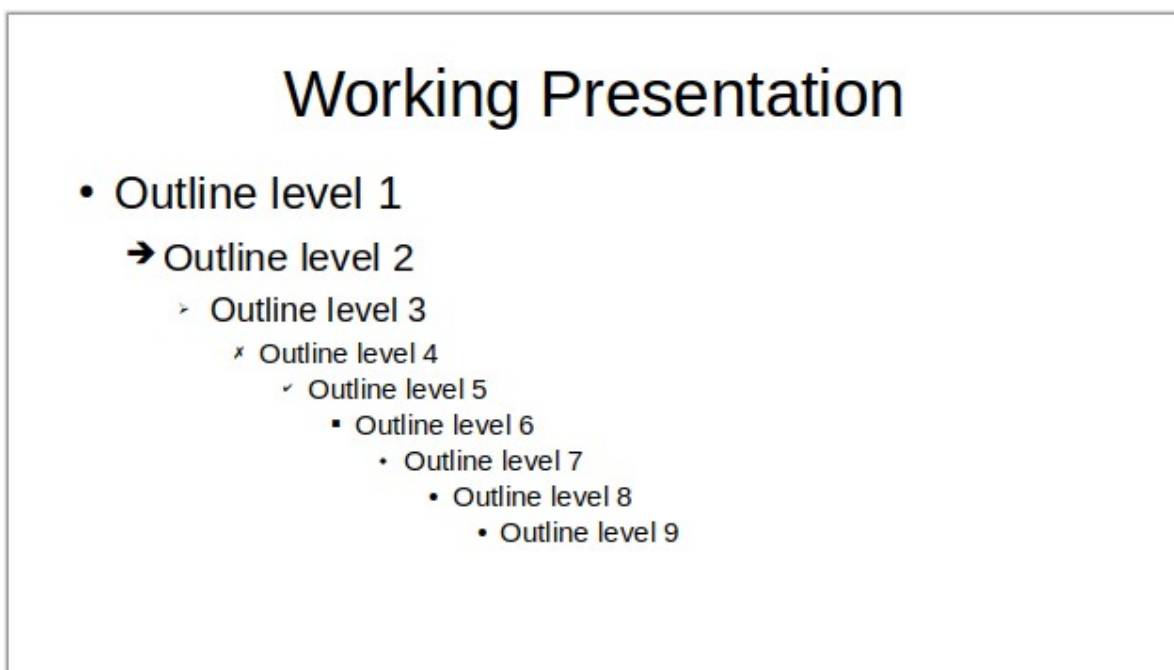 Working Presentation
• Outline level 1
➔ Outline level 2
➢ Outline level 3
✗ Outline level 4
✔ Outline level 5
▪ Outline level 6
⬩ Outline level 7
• Outline level 8
• Outline level 9